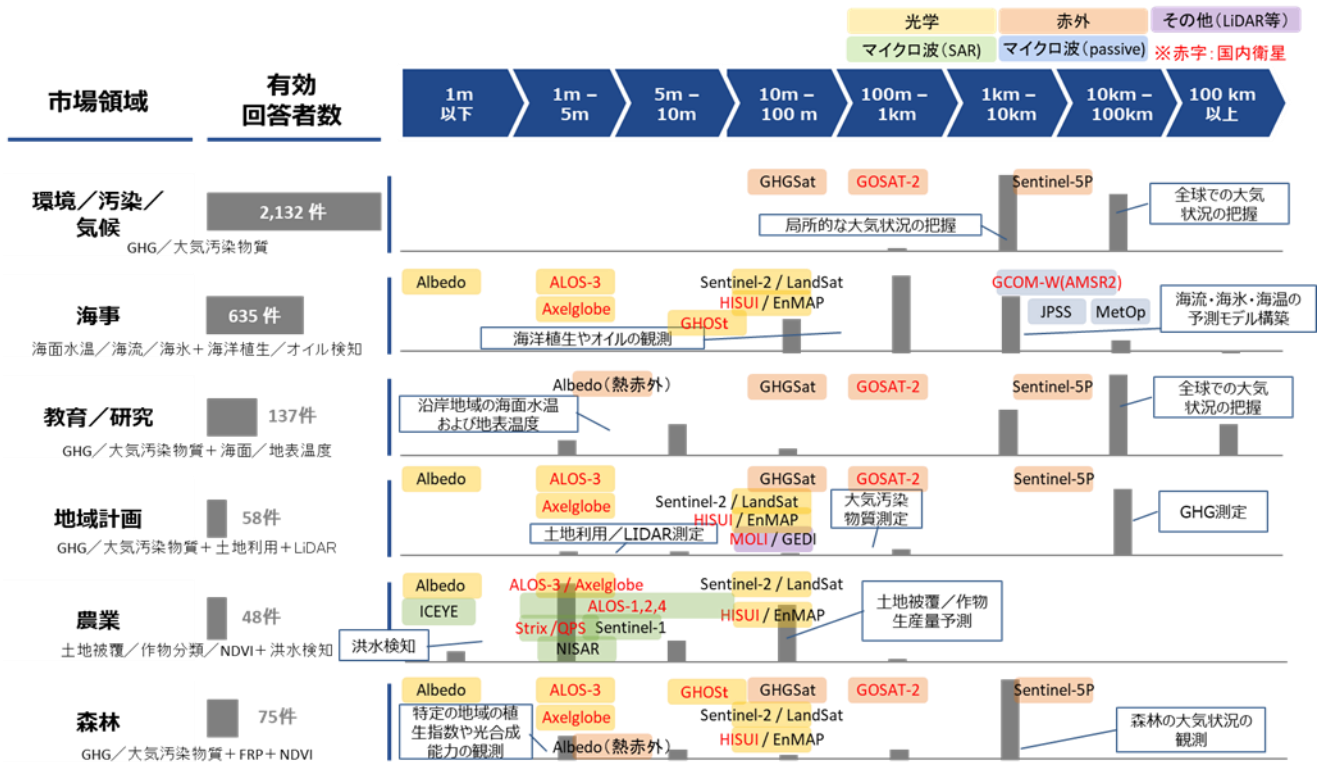 光学
赤外
その他(LiDAR等)
マイクロ波(SAR)
マイクロ波(passive)
※赤字:国内衛星
市場領域
有効
回答者数
1m
以下
1m –
5m
5m –
10m
10m –
100 m
100m –
1km
1km –
10km
10km –
100km
100 km
以上
環境/汚染/
気候
GHG/大気汚染物質
2,132 件
GHGSat
GOSAT-2
Sentinel-5P
局所的な大気状況の把握
全球での大気
状況の把握
海事
海面水温/海流/海氷+海洋植生/オイル検知
635 件
Albedo
ALOS-3
Axelglobe
GHOSt
Sentinel-2 / LandSat
HISUI / EnMAP
GCOM-W(AMSR2)
JPSS
MetOp
海洋植生やオイルの観測
海流・海氷・海温の
予測モデル構築
教育/研究
GHG/大気汚染物質+海面/地表温度
137件
Albedo(熱赤外)
GHGSat
GOSAT-2
Sentinel-5P
沿岸地域の海面水温
および地表温度
全球での大気
状況の把握
地域計画
GHG/大気汚染物質+土地利用+LiDAR
58件
Albedo
ALOS-3
Axelglobe
GHGSat
Sentinel-2 / LandSat
HISUI / EnMAP
MOLI / GEDI
GOSAT-2
Sentinel-5P
土地利用/LIDAR測定
大気汚染
物質測定
GHG測定
農業
土地被覆/作物分類/NDVI+洪水検知
48件
Albedo
ICEYE
ALOS-3 / Axelglobe
ALOS-1,2,4
Strix /QPS
Sentinel-1
NISAR
Sentinel-2 / LandSat
HISUI / EnMAP
洪水検知
土地被覆/作物
生産量予測
森林
GHG/大気汚染物質+FRP+NDVI
75件
Albedo
ALOS-3
Axelglobe
Albedo(熱赤外)
GHOSt
GHGSat
Sentinel-2 / LandSat
HISUI / EnMAP
GOSAT-2
Sentinel-5P
特定の地域の植
生指数や光合成
能力の観測
森林の大気状況の
観測